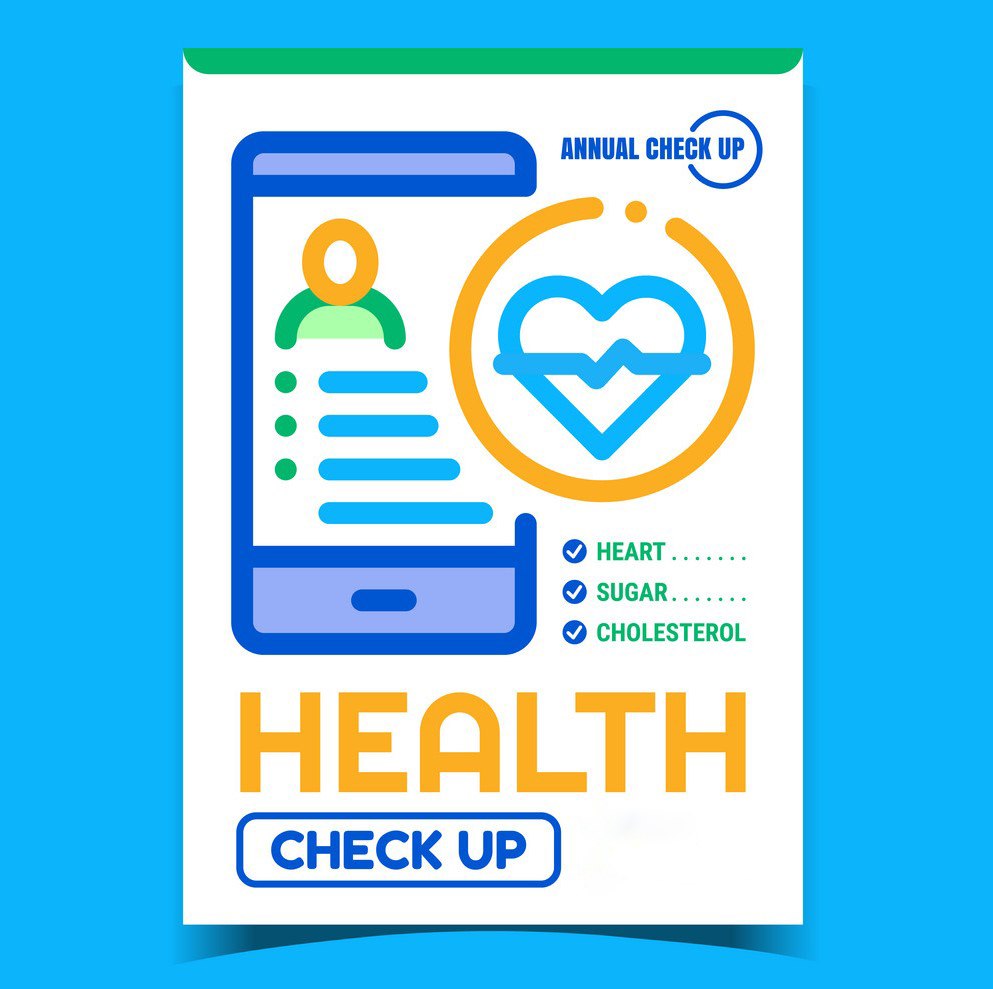 ANNUAL CHECK UP
HEART.......
SUGAR.......
CHOLESTEROL
HEALTH
CHECK UP